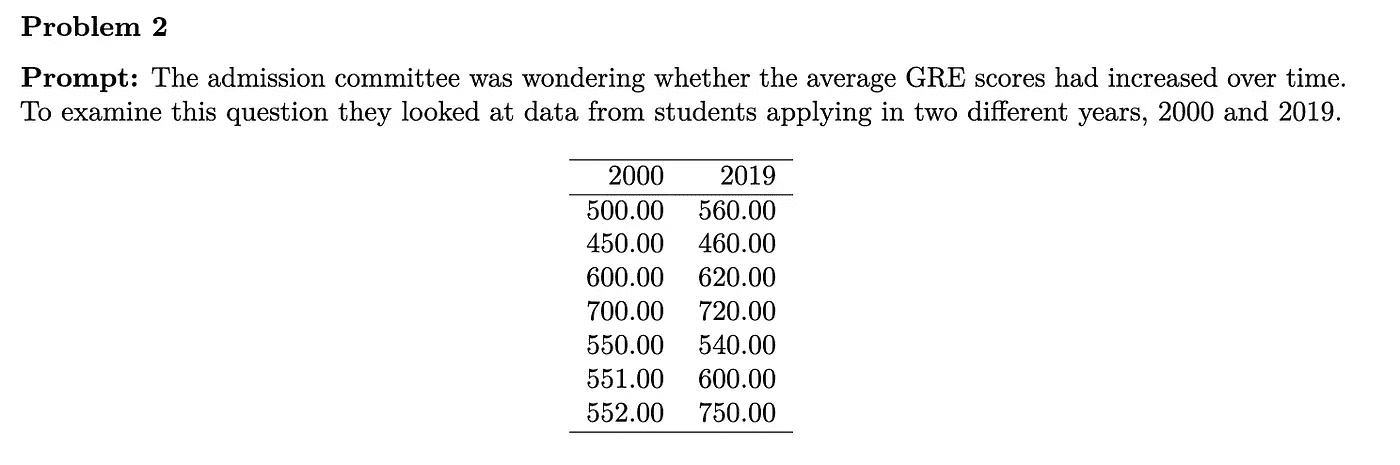 Problem 2
Prompt: The admission committee was wondering whether the average GRE scores had increased over time.
To examine this question they looked at data from students applying in two different years, 2000 and 2019.
2000 2019
500.00 560.00
450.00 460.00
600.00 620.00
700.00 720.00
550.00 540.00
551.00 600.00
552.00 750.00